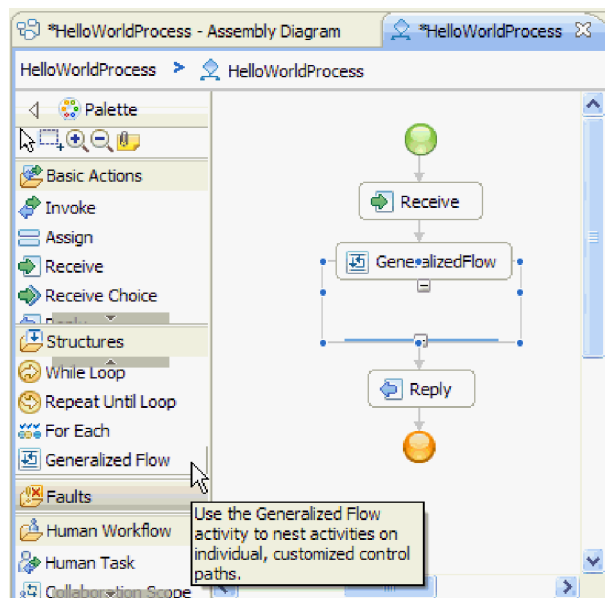 *HelloWorldProcess - Assembly Diagram
*HelloWorldProcess
HelloWorldProcess > HelloWorldProcess
Palette
Basic Actions
Invoke
Assign
Receive
Receive Choice
Structures
While Loop
Repeat Until Loop
For Each
Generalized Flow
Faults
Human Workflow
Human Task
Collaboration Scope
Receive
GeneralizedFlow
Reply
Use the Generalized Flow
activity to nest activities on
individual, customized control
paths.